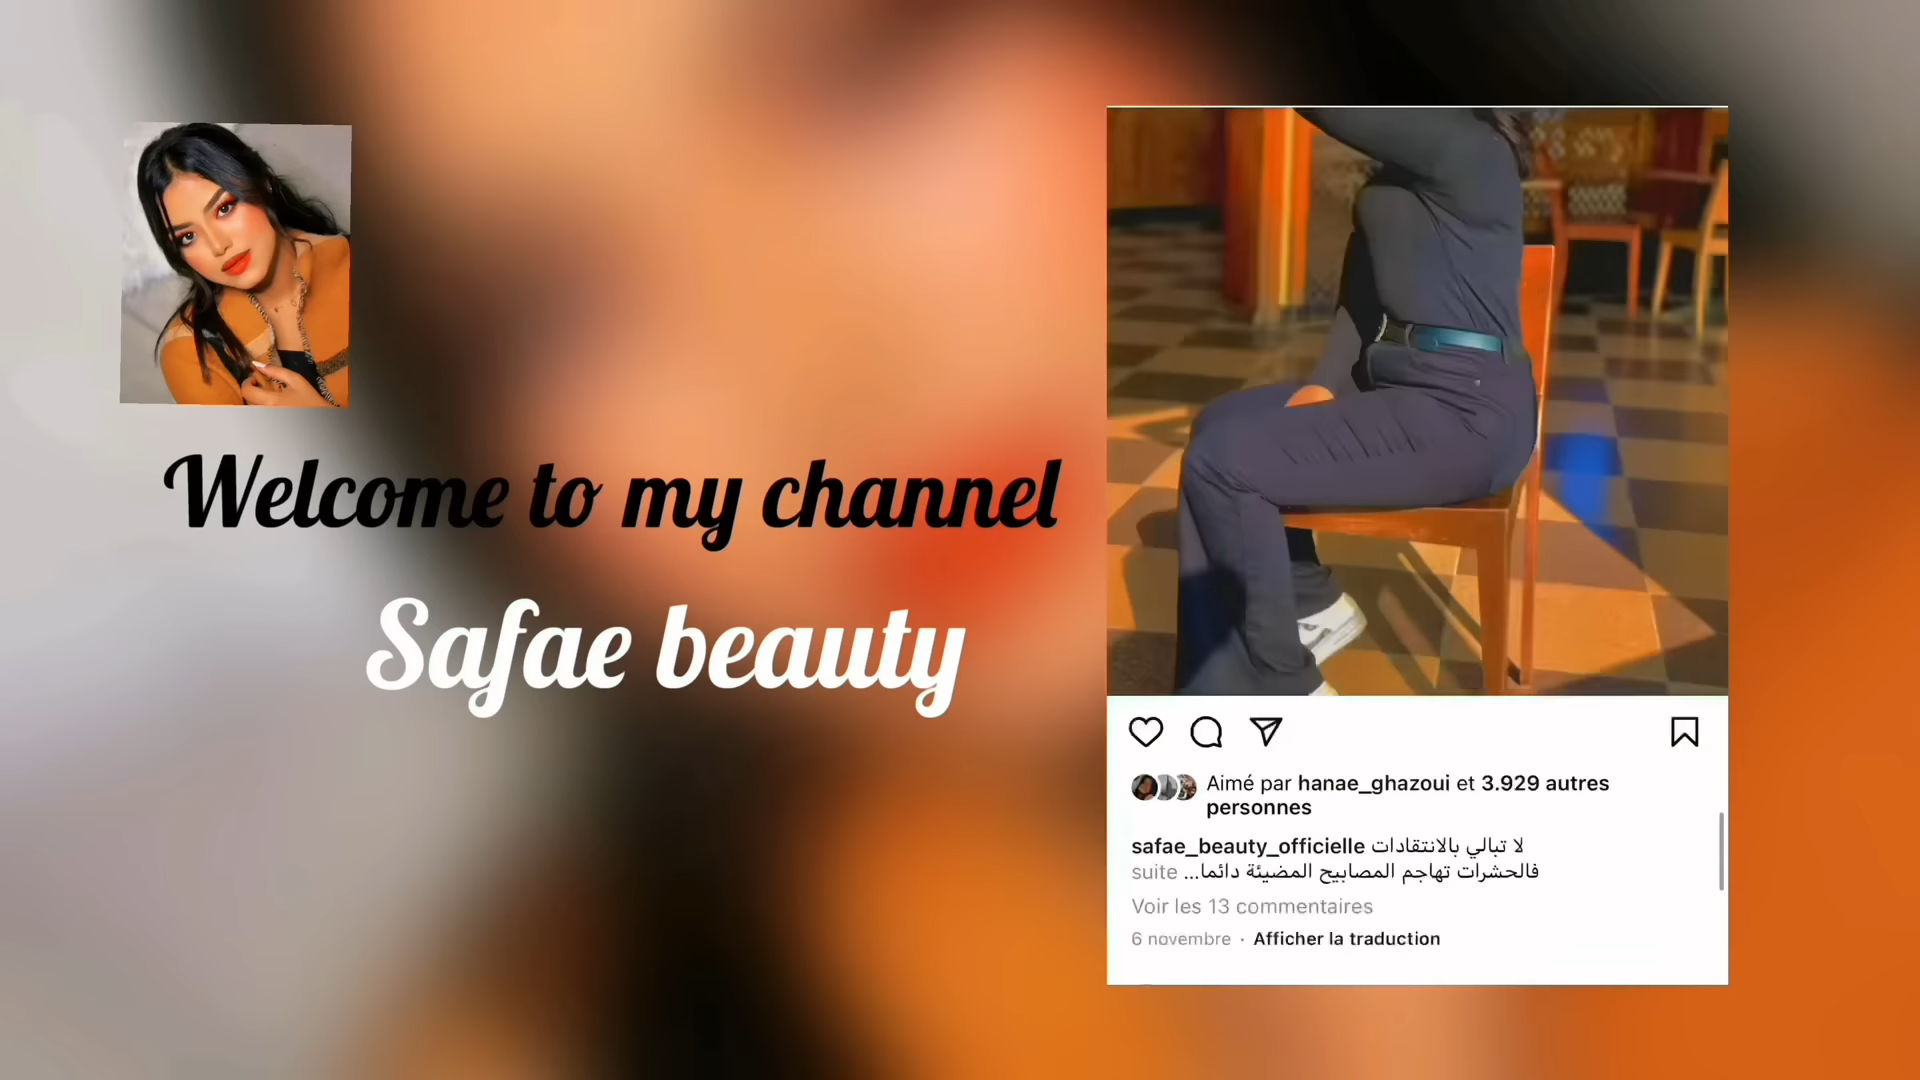 Welcome to my channel
Safae beauty
Aimé par hanae_ghazoui et 3.929 autres
personnes
safae_beauty_officielle لا تبالي بالانتقادات
فالحشرات تهاجم المصابيح المضيئة دائما... suite
Voir les 13 commentaires
6 novembre · Afficher la traduction